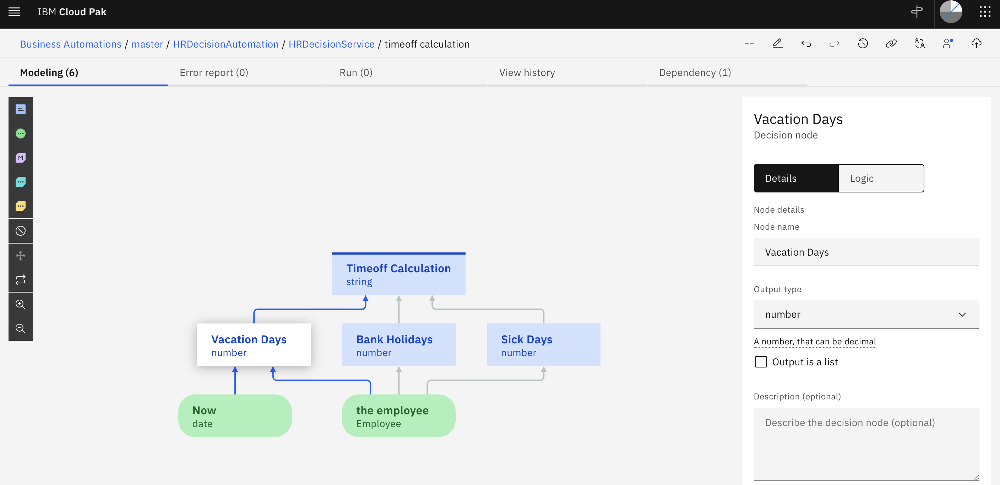 IBM Cloud Pak
Business Automations / master / HRDecisionAutomation / HRDecisionService / timeoff calculation
--
Modeling (6)
Error report (0)
Run (0)
View history
Dependency (1)
M
Timeoff Calculation
string
Vacation Days
number
Bank Holidays
number
Sick Days
number
Now
date
the employee
Employee
Vacation Days
Decision node
Details
Logic
Node details
Node name
Vacation Days
Output type
number
A number, that can be decimal
Output is a list
Description (optional)
Describe the decision node (optional)